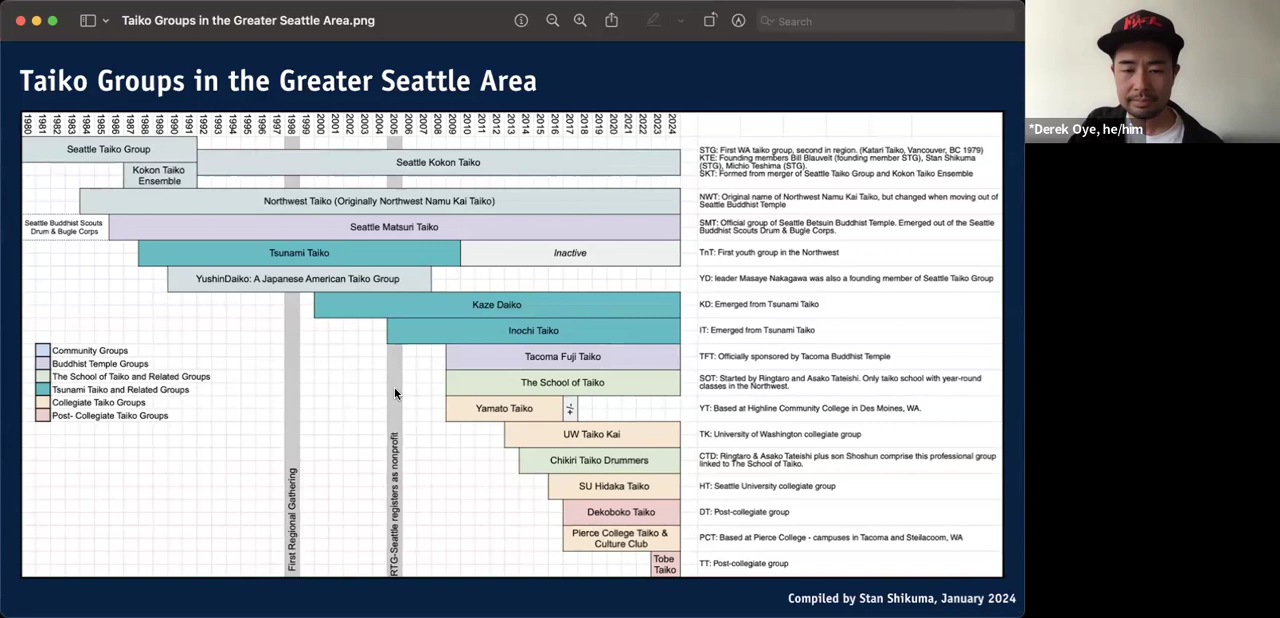 Taiko Groups in the Greater Seattle Area.png
Search
Taiko Groups in the Greater Seattle Area
1980 1981 1982 1983 1984 1985 1986 1987 1988 1989 1990 1991 1992 1993 1994 1995 1996 1997 1998 1999 2000 2001 2002 2003 2004 2005 2006 2007 2008 2009 2010 2011 2012 2013 2014 2015 2016 2017 2018 2019 2020 2021 2022 2023 2024
Seattle Taiko Group
Kokon Taiko
Ensemble
Seattle Kokon Taiko
STG: First WA taiko group, second in region. (Katari Taiko, Vancouver, BC 1979)
KTE: Founding members Bill Blauvelt (founding member STG), Stan Shikuma
(STG), Michio Teshima (STG).
SKT: Formed from merger of Seattle Taiko Group and Kokon Taiko Ensemble
Northwest Taiko (Originally Northwest Namu Kai Taiko)
NWT: Original name of Northwest Namu Kai Taiko, but changed when moving out of
Seattle Buddhist Temple
Seattle Buddhist Scouts
Drum & Bugle Corps
Seattle Matsuri Taiko
SMT: Official group of Seattle Betsuin Buddhist Temple. Emerged out of the Seattle
Buddhist Scouts Drum & Bugle Corps.
Tsunami Taiko
Inactive
TnT: First youth group in the Northwest
YushinDaiko: A Japanese American Taiko Group
YD: leader Masaye Nakagawa was also a founding member of Seattle Taiko Group
Kaze Daiko
KD: Emerged from Tsunami Taiko
Inochi Taiko
IT: Emerged from Tsunami Taiko
Community Groups
Buddhist Temple Groups
The School of Taiko and Related Groups
Tsunami Taiko and Related Groups
Collegiate Taiko Groups
Post- Collegiate Taiko Groups
Tacoma Fuji Taiko
TFT: Officially sponsored by Tacoma Buddhist Temple
The School of Taiko
SOT: Started by Ringtaro and Asako Tateishi. Only taiko school with year-round
classes in the Northwest.
Yamato Taiko
YT: Based at Highline Community College in Des Moines, WA.
UW Taiko Kai
TK: University of Washington collegiate group
Chikiri Taiko Drummers
CTD: Ringtaro & Asako Tateishi plus son Shoshun comprise this professional group
linked to The School of Taiko.
SU Hidaka Taiko
HT: Seattle University collegiate group
Dekoboko Taiko
DT: Post-collegiate group
Pierce College Taiko &
Culture Club
PCT: Based at Pierce College - campuses in Tacoma and Steilacoom, WA
Tobe
Taiko
TT: Post-collegiate group
First Regional Gathering
RTG-Seattle registers as nonprofit
Compiled by Stan Shikuma, January 2024
*Derek Oye, he/him